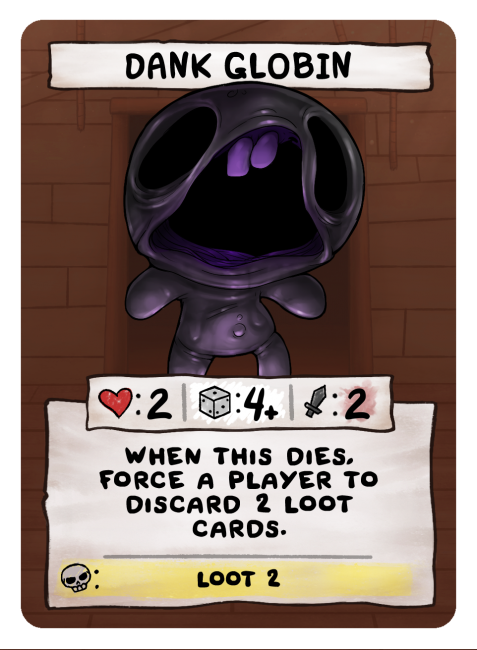 DANK GLOBIN
:2 :4+ :2
WHEN THIS DIES,
FORCE A PLAYER TO
DISCARD 2 LOOT
CARDS.
: LOOT 2